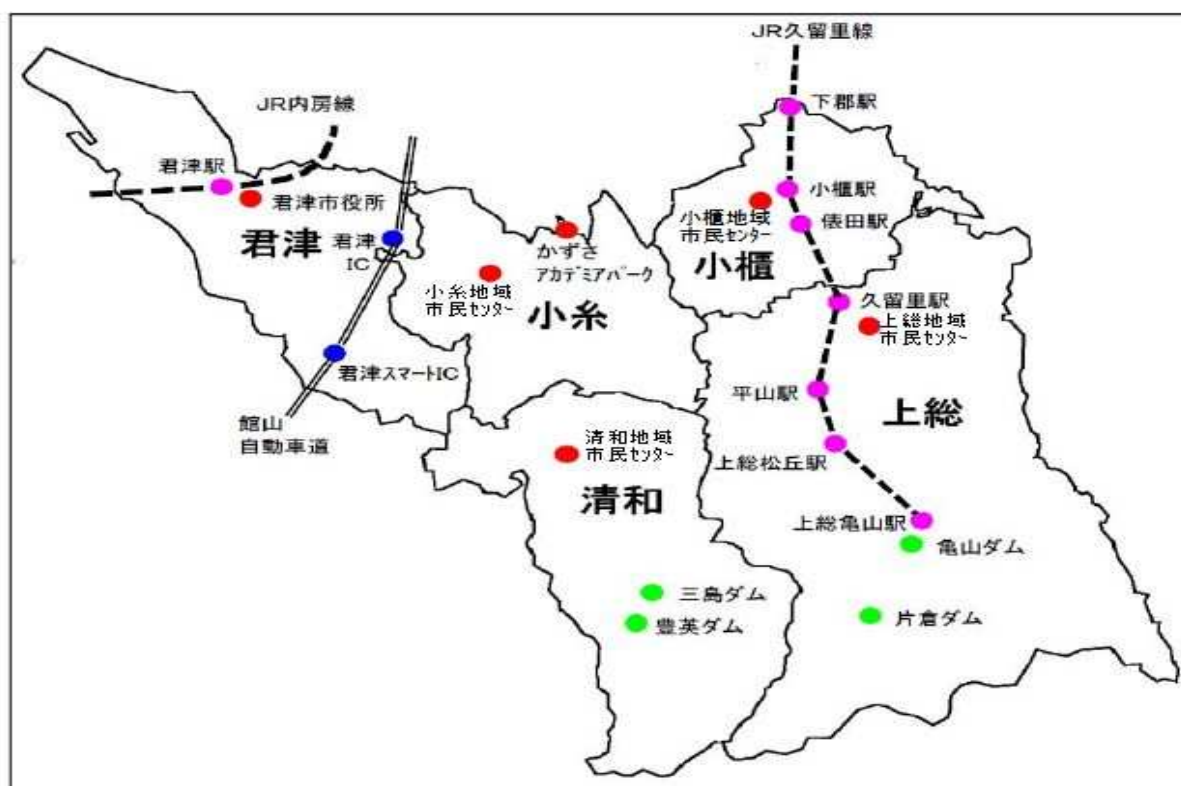 JR久留里線
下郡駅
JR内房線
君津駅
君津市役所
君津
君津
IC
かずさ
アカデミアパーク
小糸地域
市民センター
小糸
小櫃駅
小櫃地域
市民センター
俵田駅
小櫃
久留里駅
上総地域
市民センター
君津スマートIC
館山
自動車道
平山駅
上総
清和地域
市民センター
上総松丘駅
清和
上総亀山駅
亀山ダム
三島ダム
豊英ダム
片倉ダム